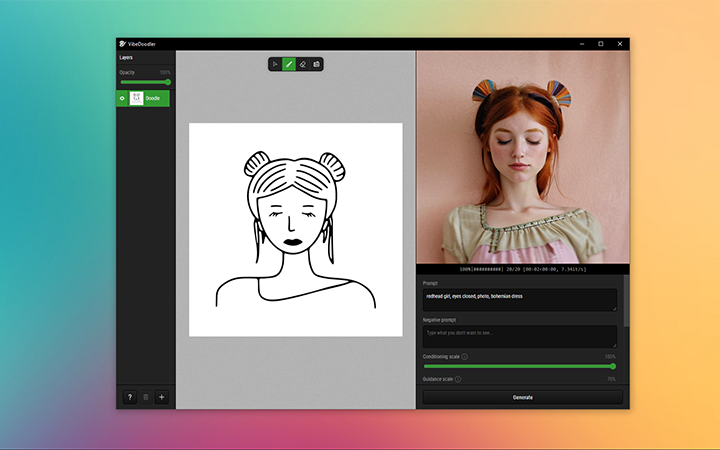 VibeDoodler
Layers
Opacity 100%
Doodle
100%|##########| 20/20 [00:02<00:00, 7.34it/s]
Prompt
redhead girl, eyes closed, photo, bohemian dress
Negative prompt
Type what you don't want to see...
Conditioning scale 100%
Guidance scale 70%
? +
Generate